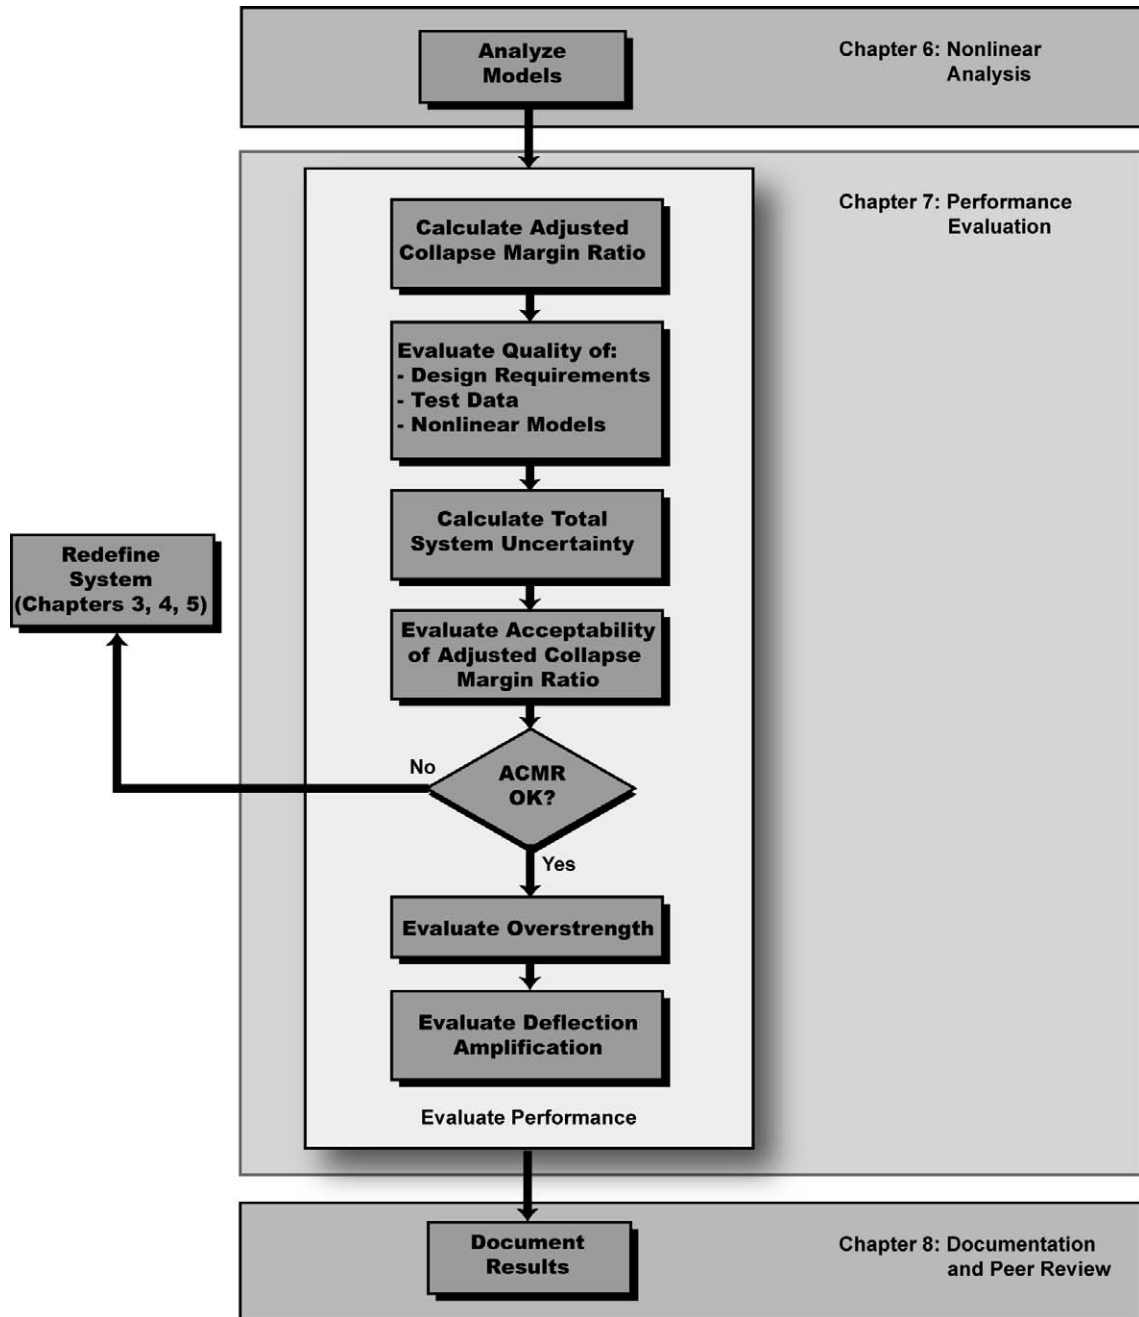 Analyze
Models
Chapter 6: Nonlinear
Analysis
Chapter 7: Performance
Evaluation
Calculate Adjusted
Collapse Margin Ratio
Evaluate Quality of:
- Design Requirements
- Test Data
- Nonlinear Models
Calculate Total
System Uncertainty
Redefine
System
(Chapters 3, 4, 5)
Evaluate Acceptability
of Adjusted Collapse
Margin Ratio
No
ACMR
OK?
Yes
Evaluate Overstrength
Evaluate Deflection
Amplification
Evaluate Performance
Document
Results
Chapter 8: Documentation
and Peer Review